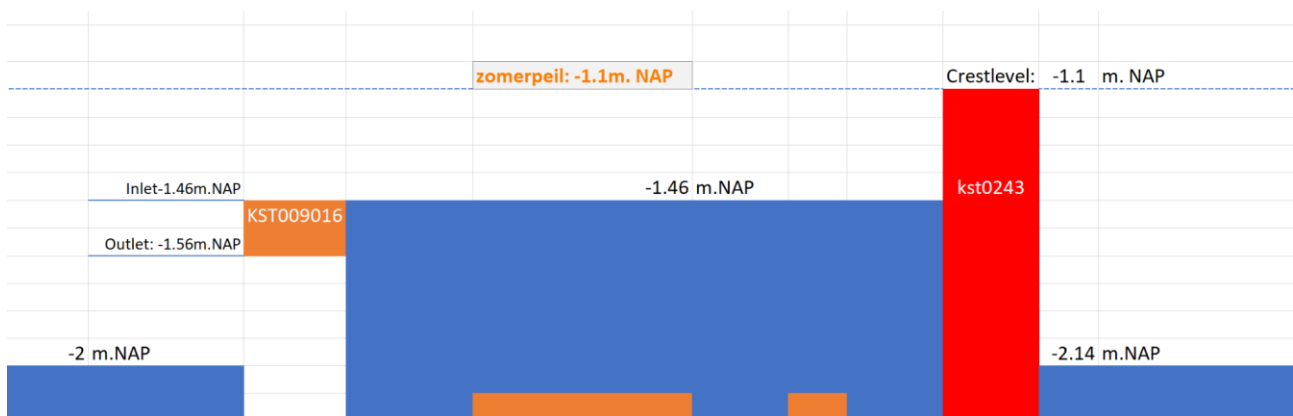 zomerpeil: -1.1m. NAP
Crestlevel: -1.1 m. NAP
Inlet-1.46m.NAP
-1.46 m.NAP
kst0243
KST009016
Outlet: -1.56m.NAP
-2 m.NAP
-2.14 m.NAP